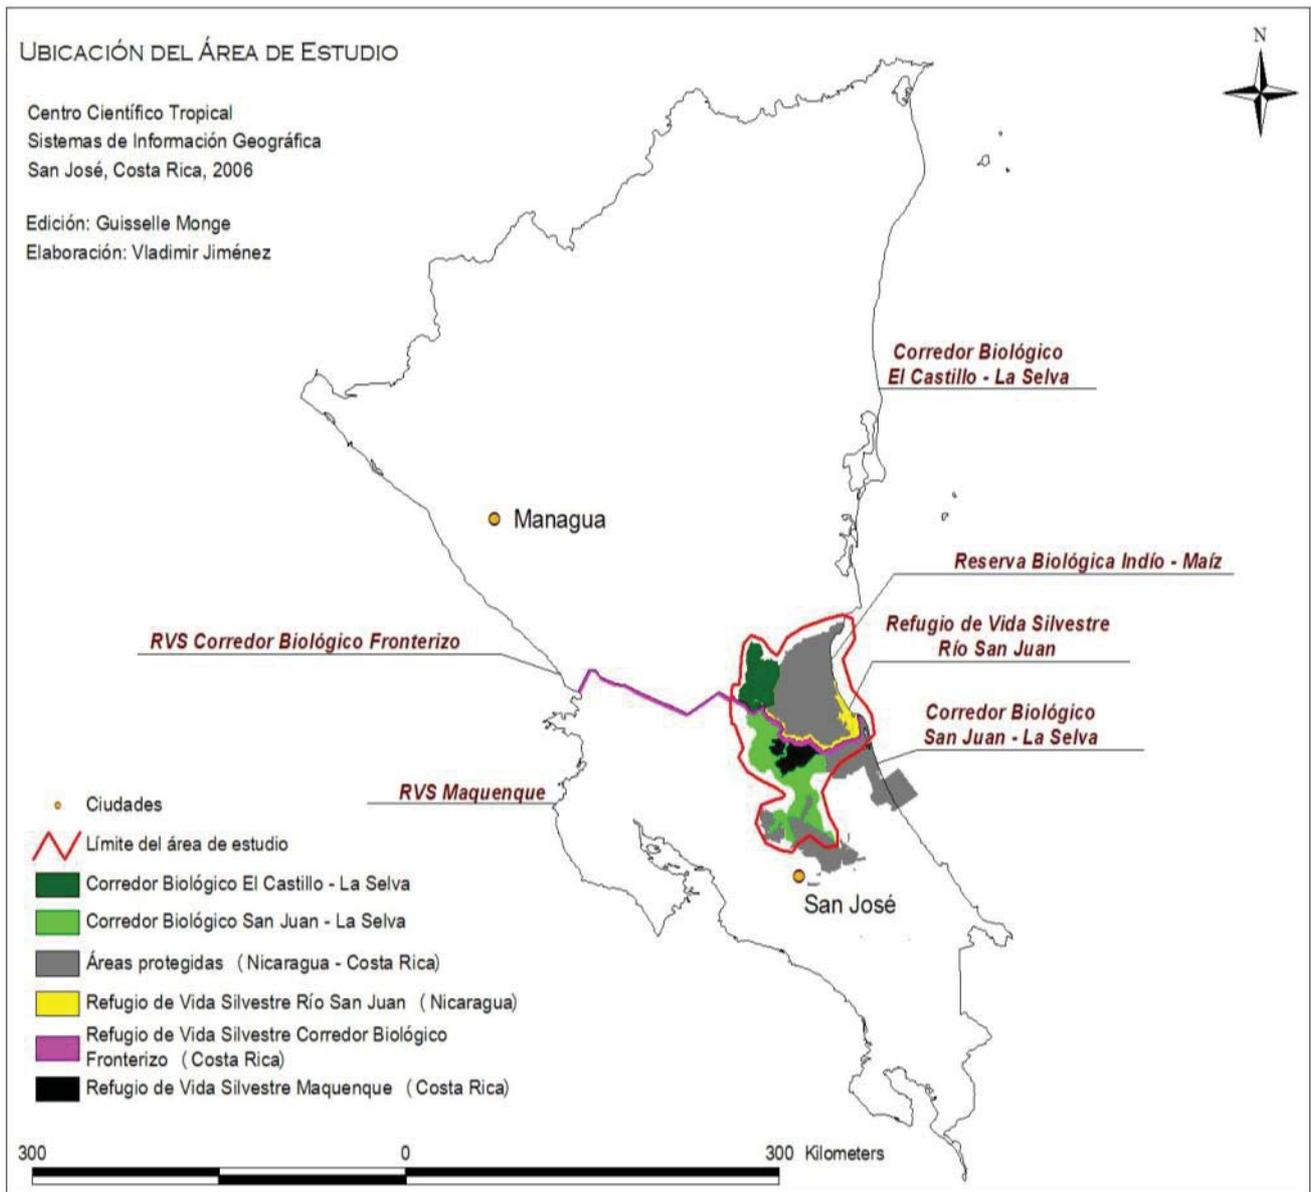 UBICACIÓN DEL ÁREA DE ESTUDIO
Centro Científico Tropical
Sistemas de Información Geográfica
San José, Costa Rica, 2006
Edición: Guisselle Monge
Elaboración: Vladimir Jiménez
N
Corredor Biológico
El Castillo - La Selva
Managua
Reserva Biológica Indío - Maíz
RVS Corredor Biológico Fronterizo
Refugio de Vida Silvestre
Río San Juan
Corredor Biológico
San Juan - La Selva
RVS Maquenque
San José
Ciudades
Límite del área de estudio
Corredor Biológico El Castillo - La Selva
Corredor Biológico San Juan - La Selva
Áreas protegidas (Nicaragua - Costa Rica)
Refugio de Vida Silvestre Río San Juan (Nicaragua)
Refugio de Vida Silvestre Corredor Biológico
Fronterizo (Costa Rica)
Refugio de Vida Silvestre Maquenque (Costa Rica)
300 0 300 Kilometers